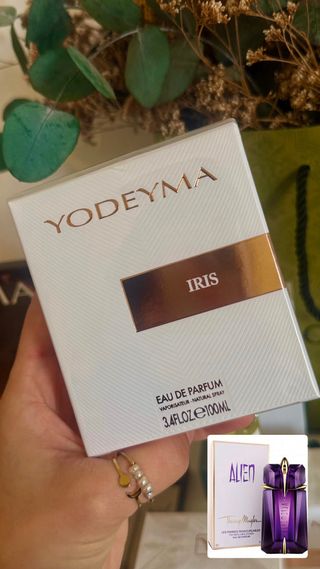 YODEYMA
IRIS
EAU DE PARFUM
VAPORISATEUR - NATURAL SPRAY
3.4FL.OZ℮100ML
ALIEN
Thierry Mugler